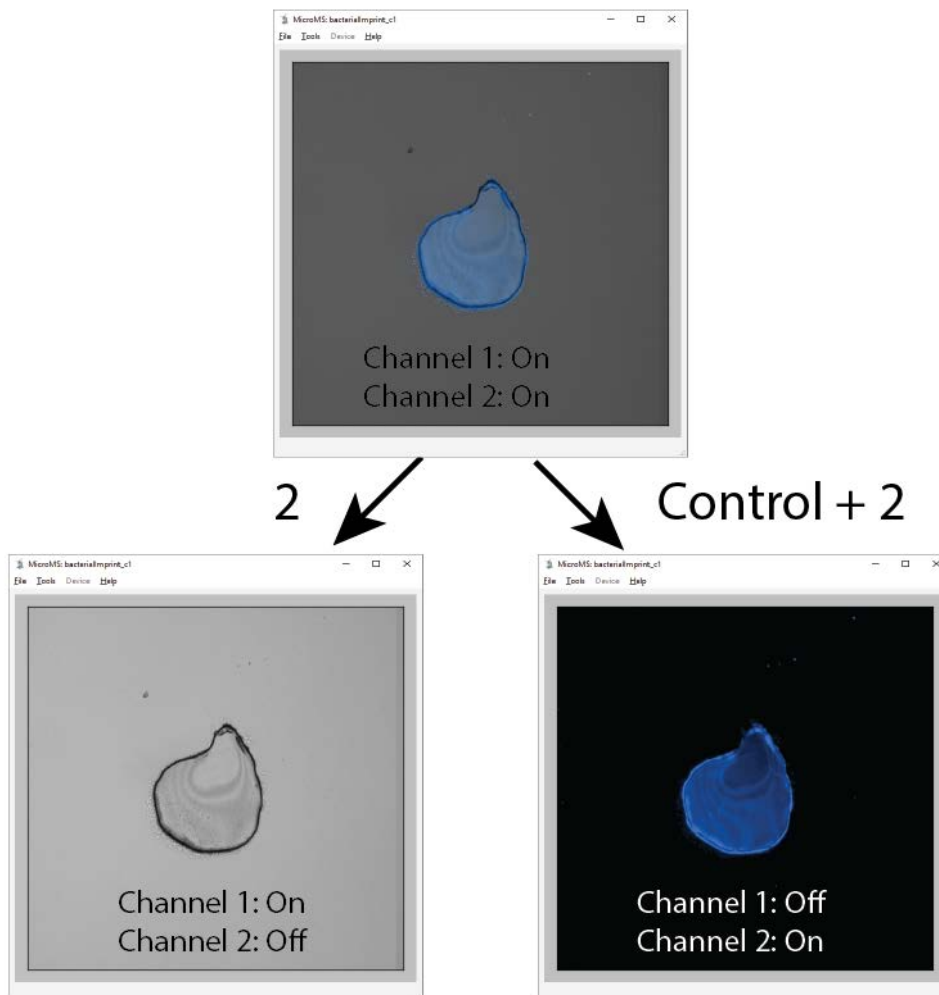 MicroMS: bacterialImprint_c1
File Tools Device Help
Channel 1: On
Channel 2: On
2
Control + 2
MicroMS: bacterialImprint_c1
File Tools Device Help
Channel 1: On
Channel 2: Off
MicroMS: bacterialImprint_c1
File Tools Device Help
Channel 1: Off
Channel 2: On